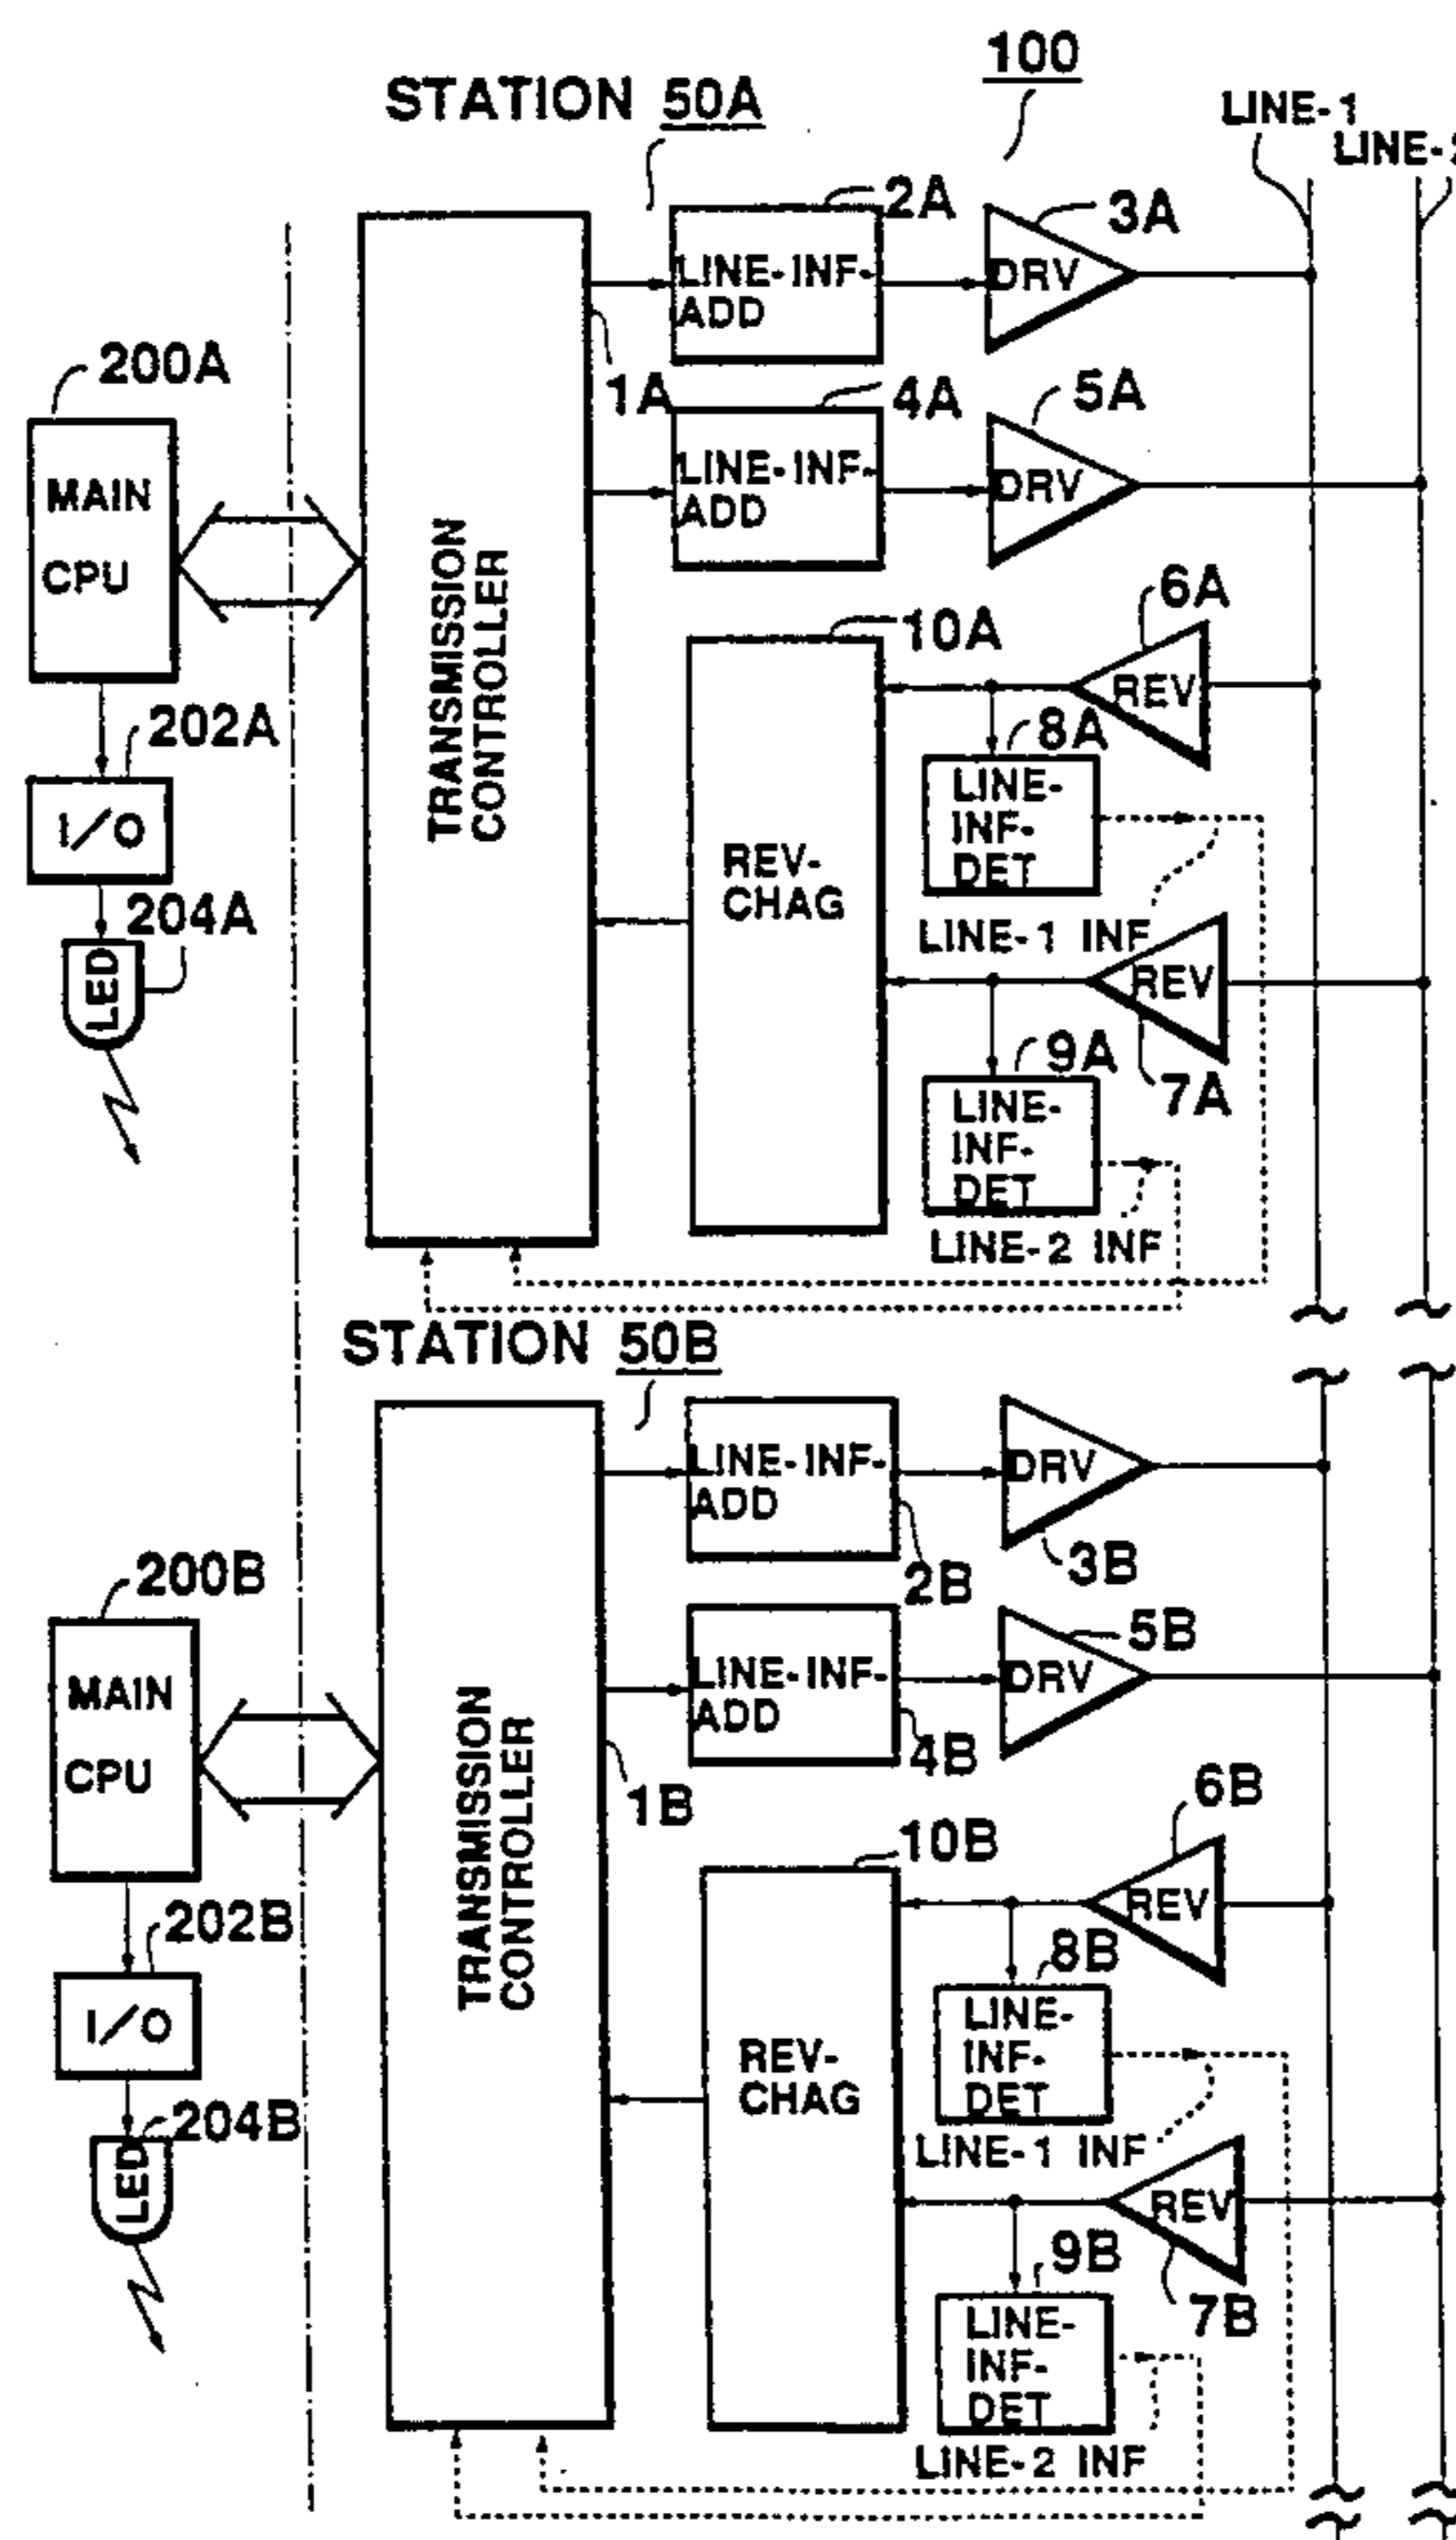 100
STATION 50A
LINE-1
LINE-
2A
3A
LINE-INF-
ADD
DRV
200A
1A
4A
5A
LINE-INF-
ADD
DRV
MAIN
CPU
TRANSMISSION
CONTROLLER
6A
10A
REV
202A
8A
I/O
LINE-
INF-
DET
REV-
CHAG
204A
LINE-1 INF
LED
REV
9A
7A
LINE-
INF-
DET
LINE-2 INF
STATION 50B
LINE-INF-
ADD
DRV
200B
2B
3B
5B
LINE-INF-
ADD
DRV
MAIN
CPU
4B
TRANSMISSION
CONTROLLER
1B
6B
10B
REV
202B
8B
I/O
LINE-
INF-
DET
REV-
CHAG
204B
LINE-1 INF
LED
REV
9B
7B
LINE-
INF-
DET
LINE-2 INF